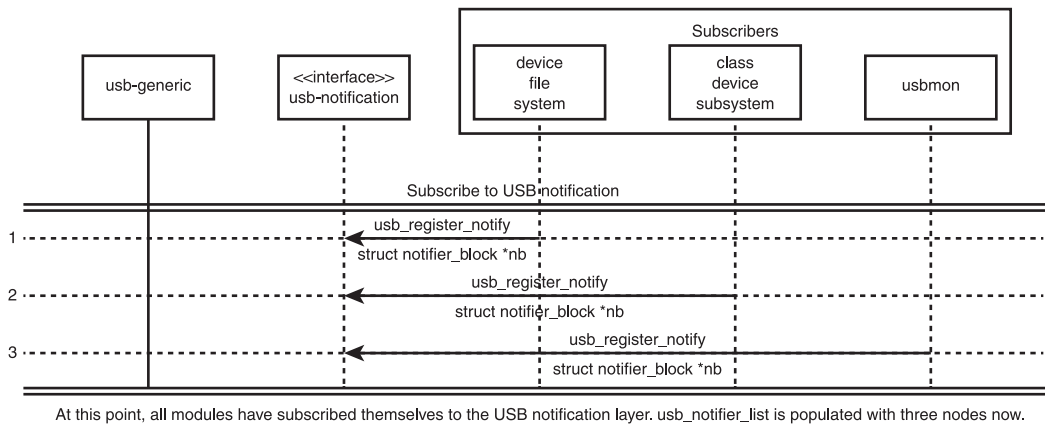 Subscribers
usb-generic
<<interface>>
usb-notification
device
file
system
class
device
subsystem
usbmon
Subscribe to USB notification
1
usb_register_notify
struct notifier_block *nb
2
usb_register_notify
struct notifier_block *nb
3
usb_register_notify
struct notifier_block *nb
At this point, all modules have subscribed themselves to the USB notification layer. usb_notifier_list is populated with three nodes now.